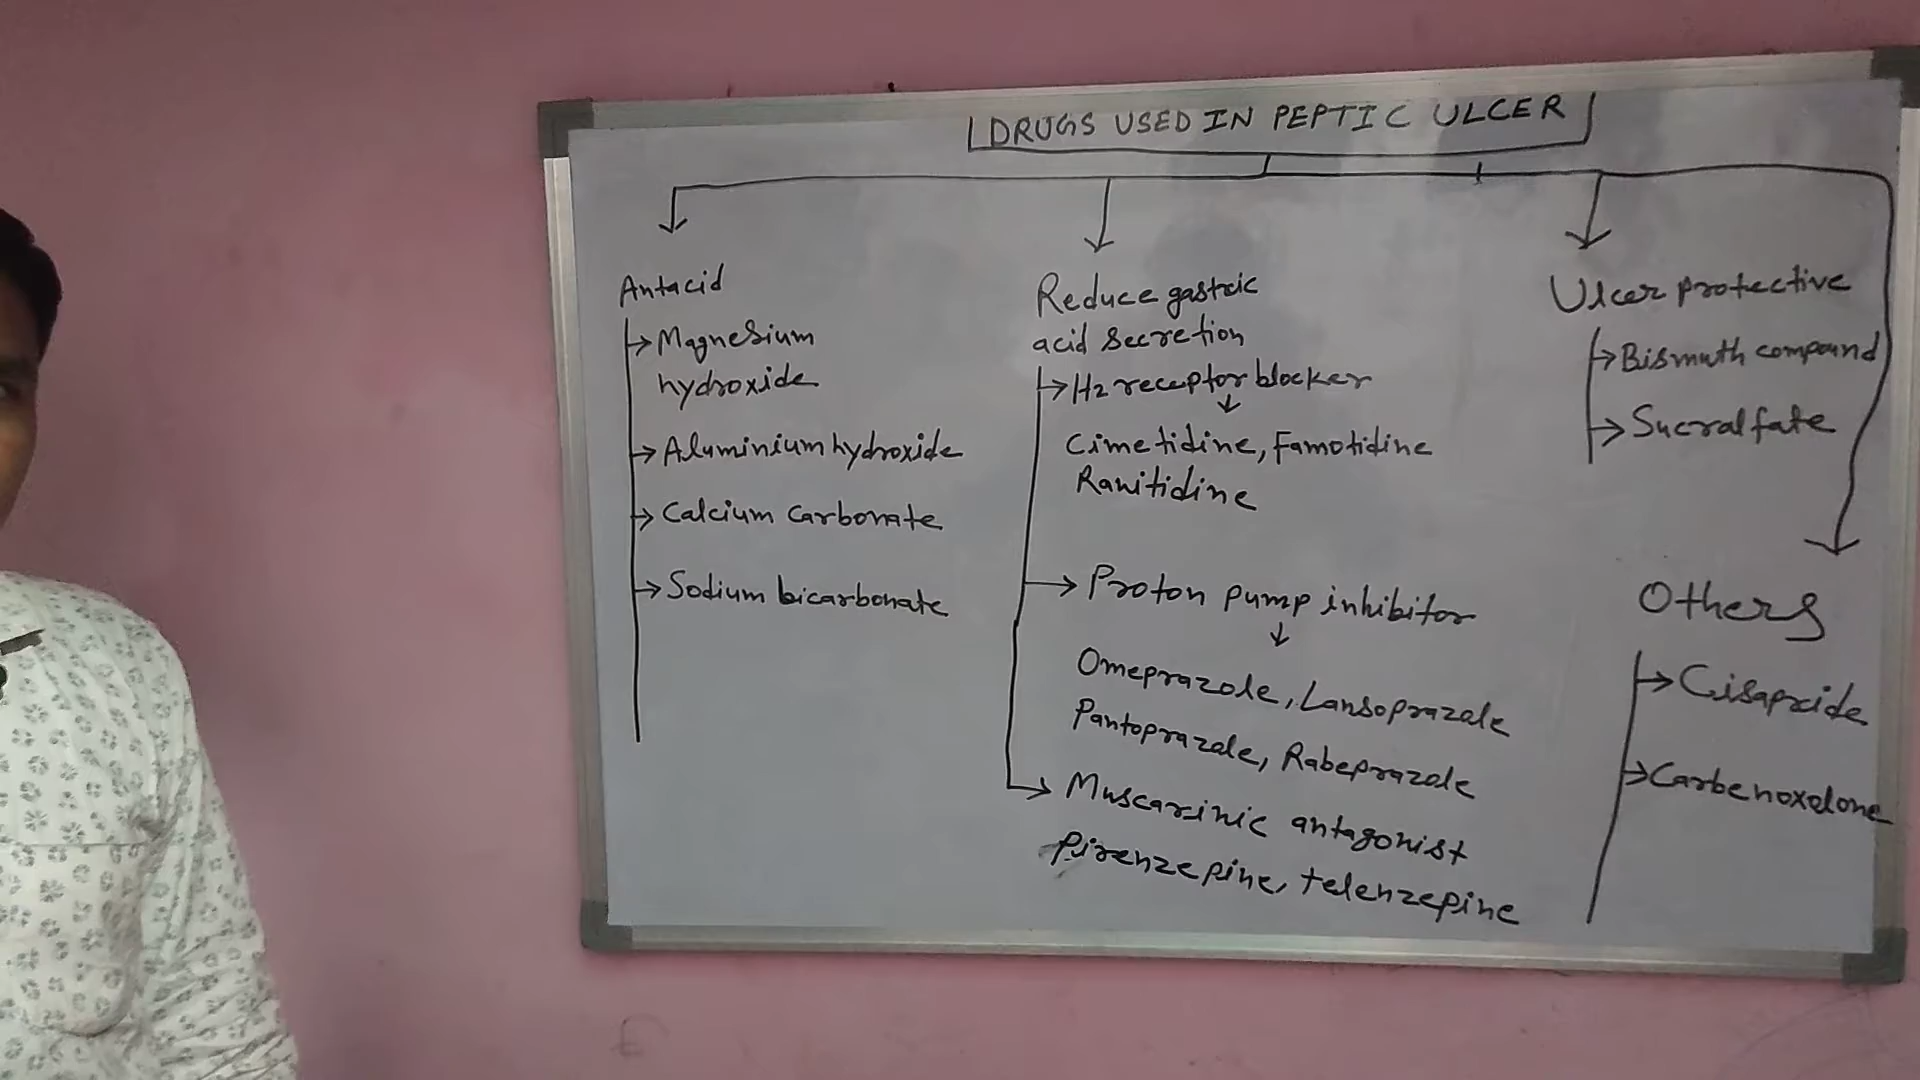 DRUGS USED IN PEPTIC ULCER
Antacid
Magnesium
hydroxide
Aluminium hydroxide
Calcium carbonate
Sodium bicarbonate
Reduce gastric
acid secretion
H2 receptor blocker
Cimetidine, Famotidine
Ranitidine
Proton pump inhibitor
Omeprazole, Lansoprazole
Pantoprazole, Rabeprazole
Muscarinic antagonist
Pirenzepine, telenzepine
Ulcer protective
Bismuth compound
Sucralfate
Others
Cisapride
Carbenoxolone